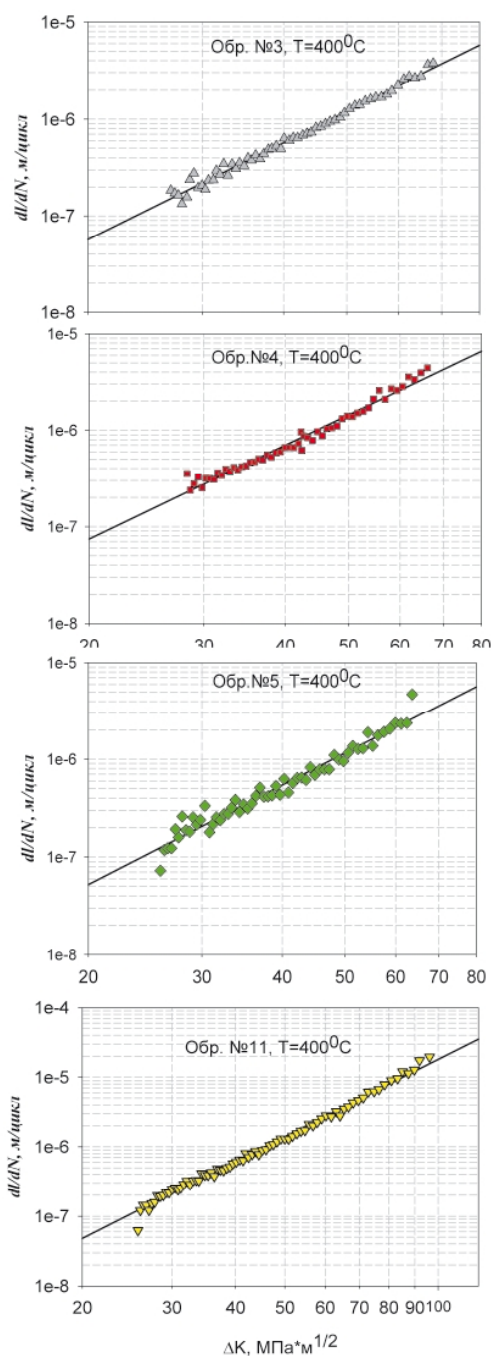 1e-5
Обр. №3, T=400⁰C
1e-6
dl/dN, м/цикл
1e-7
1e-8
1e-5
Обр.№4, T=400⁰C
1e-6
dl/dN, м/цикл
1e-7
1e-8
20 30 40 50 60 70 80
1e-5
Обр.№5, T=400⁰C
1e-6
dl/dN, м/цикл
1e-7
1e-8
20 30 40 50 60 70 80
1e-4
Обр. №11, T=400⁰C
1e-5
dl/dN, м/цикл
1e-6
1e-7
1e-8
20 30 40 50 60 70 80 90 100
ΔK, МПа*м¹/²